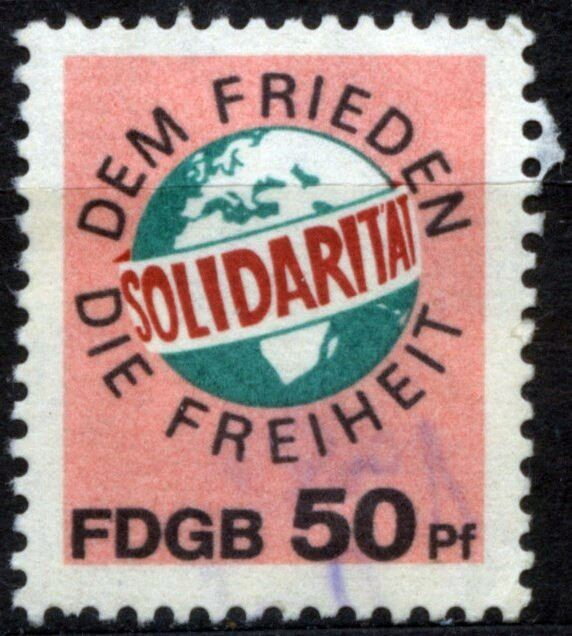 DEM FRIEDEN
SOLIDARITÄT
DIE FREIHEIT
FDGB 50 Pf